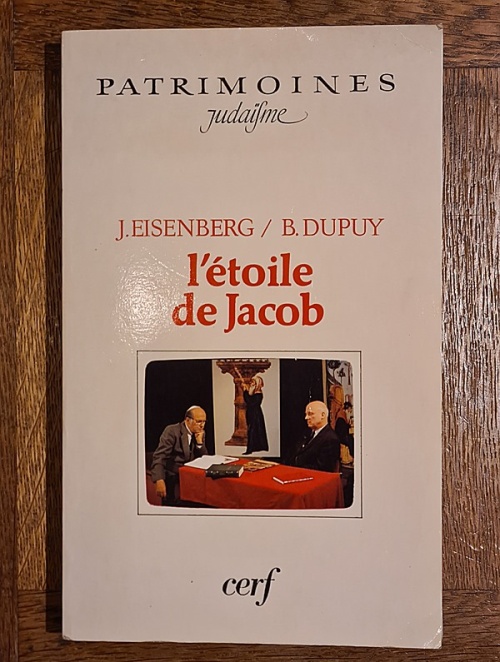 PATRIMOINES
judaïsme
J. EISENBERG / B. DUPUY
l'étoile
de Jacob
cerf